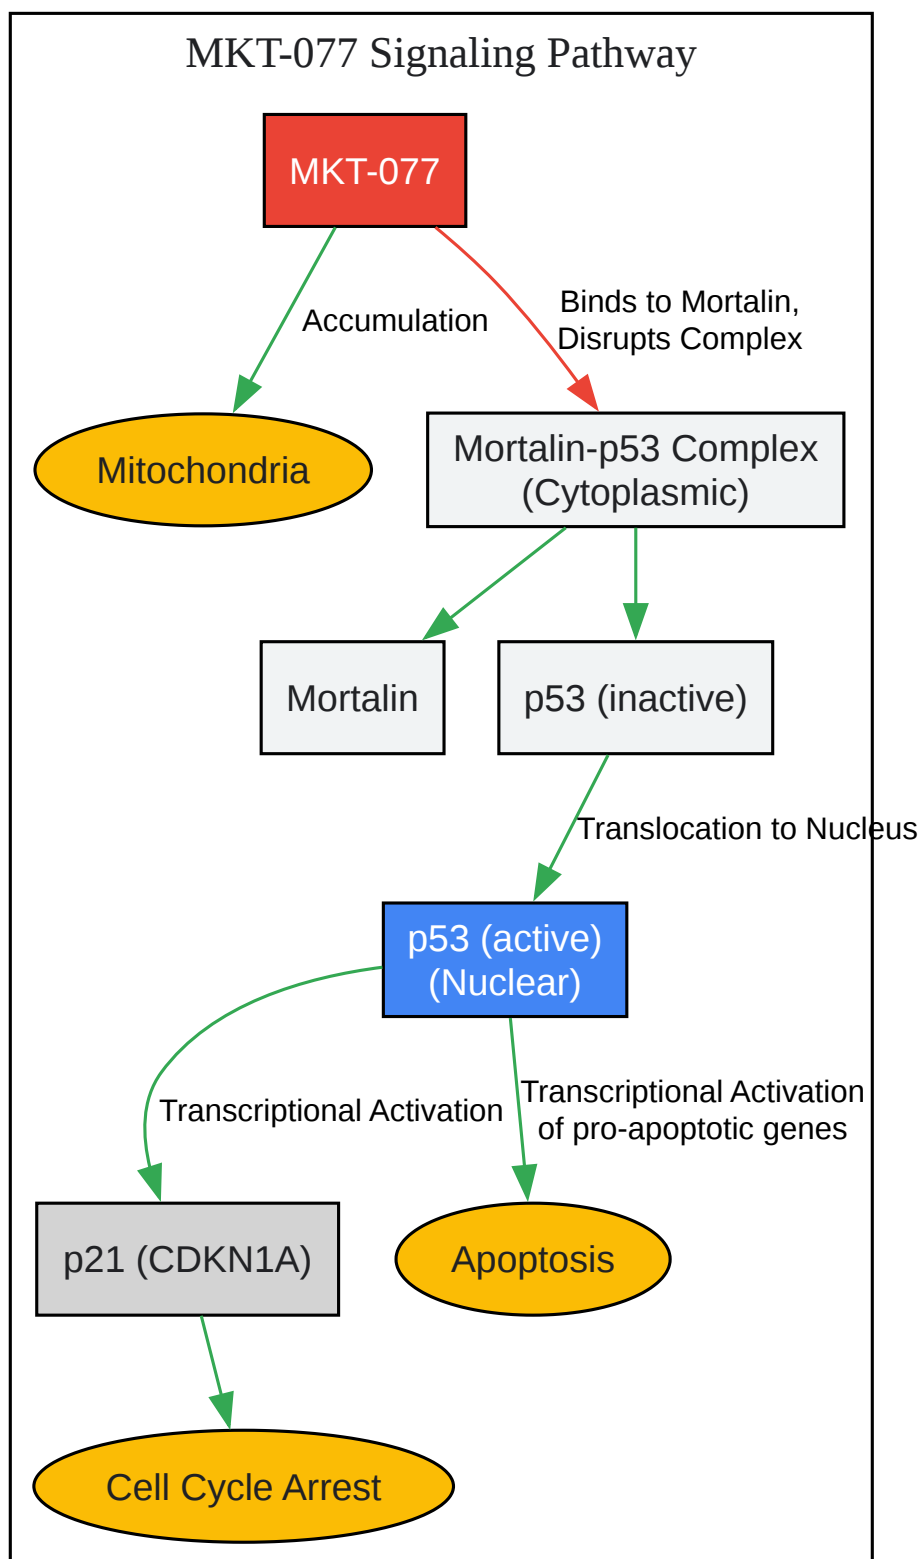 MKT-077 Signaling Pathway
MKT-077
Accumulation
Binds to Mortalin,
Disrupts Complex
Mitochondria
Mortalin-p53 Complex
(Cytoplasmic)
Mortalin
p53 (inactive)
Translocation to Nucleus
p53 (active)
(Nuclear)
Transcriptional Activation
Transcriptional Activation
of pro-apoptotic genes
p21 (CDKN1A)
Apoptosis
Cell Cycle Arrest